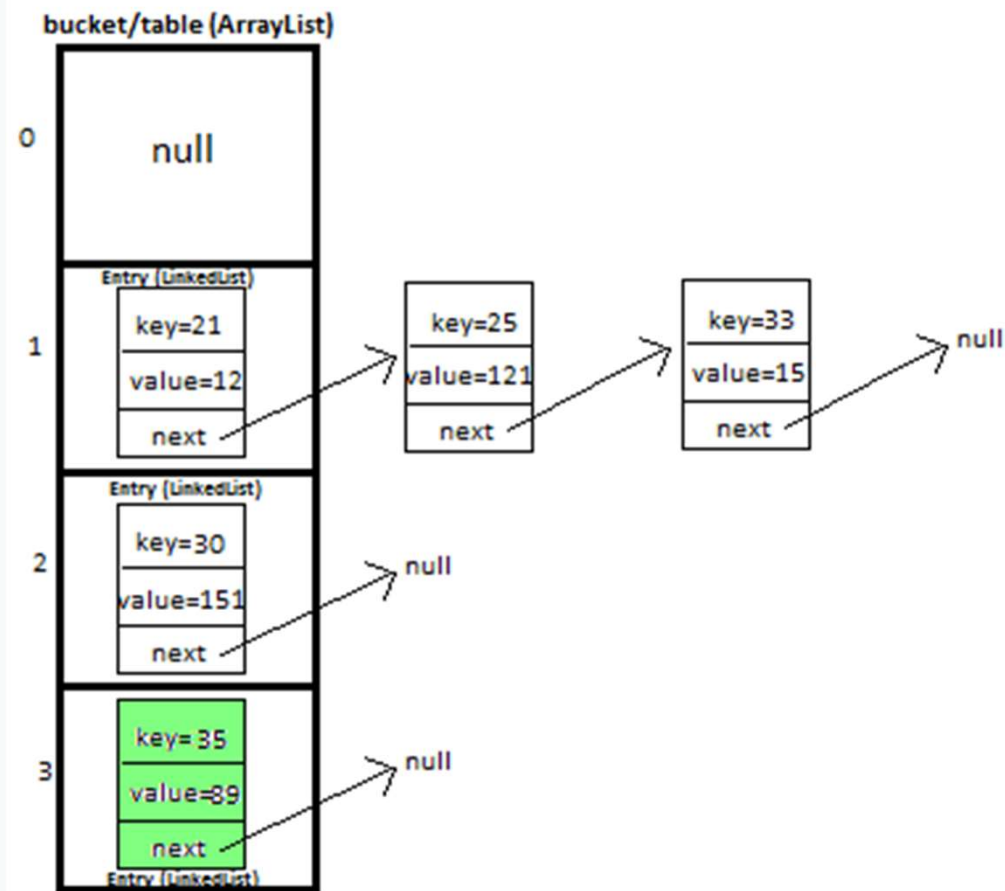 bucket/table (ArrayList)
0
null
Entry (LinkedList)
1
key=21
value=12
next
key=25
value=121
next
key=33
value=15
next
null
Entry (LinkedList)
2
key=30
value=151
next
null
3
key=35
value=89
next
null
Entry (LinkedList)